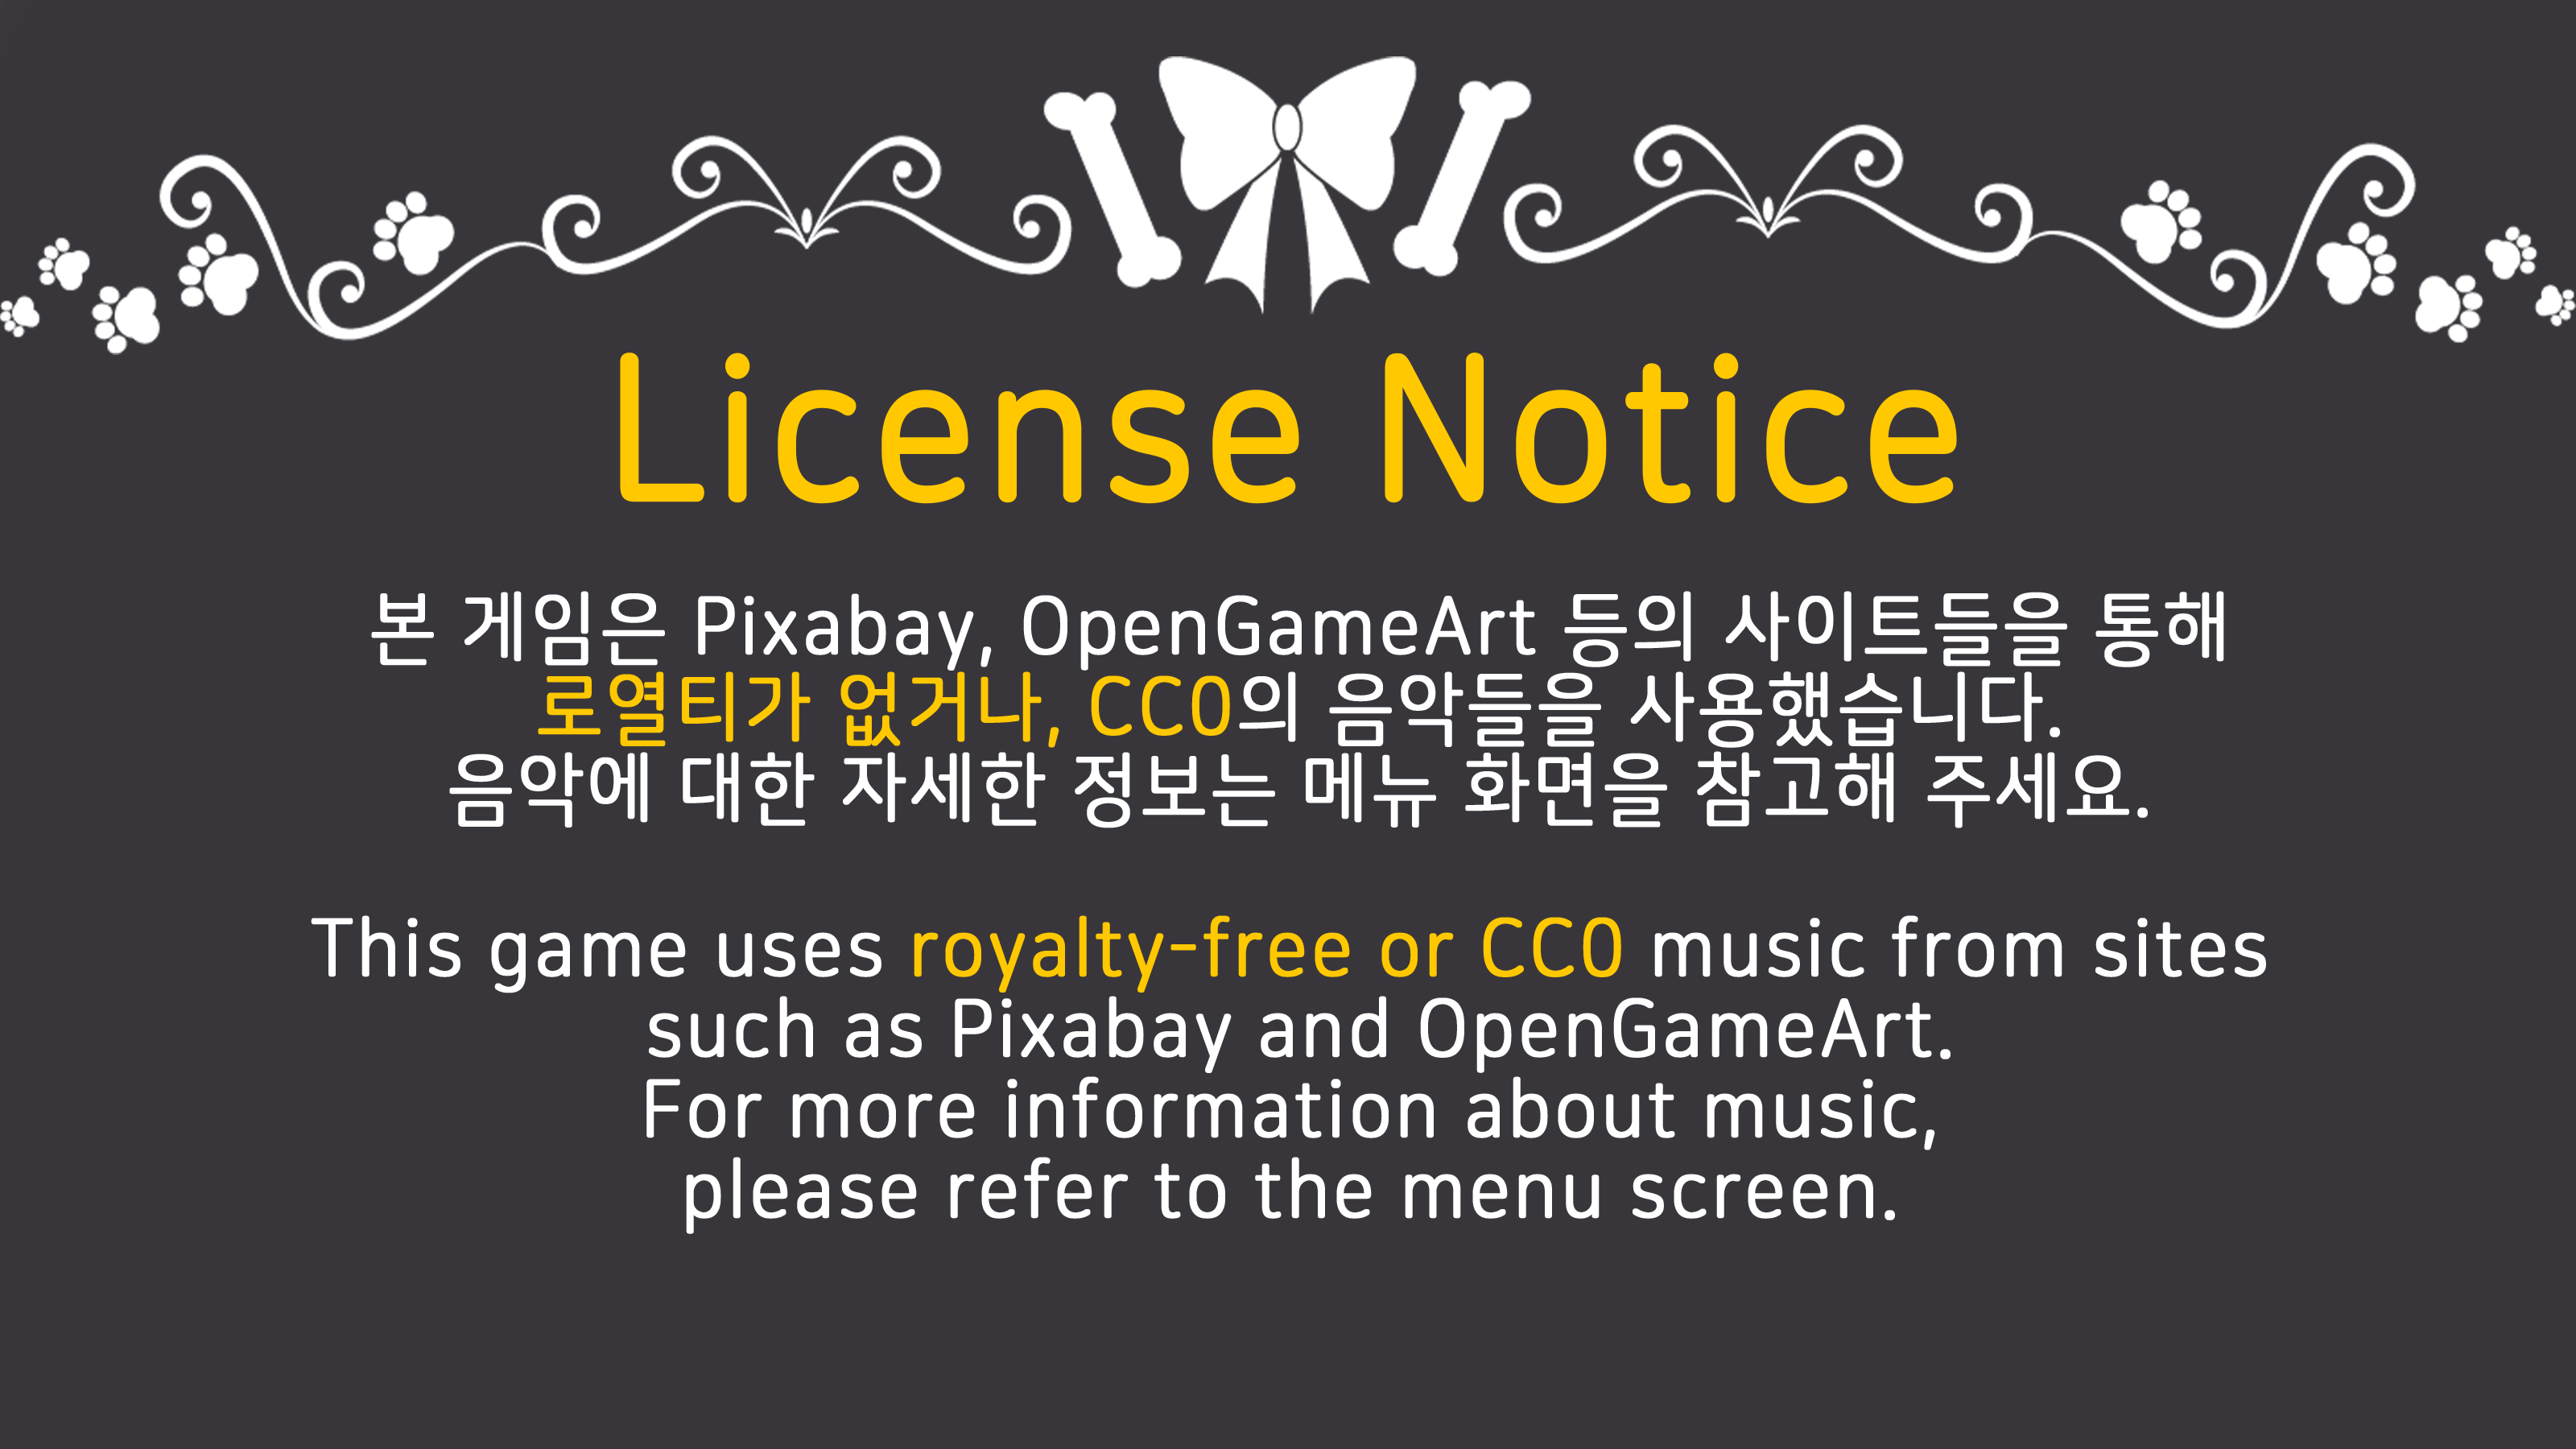 License Notice
본 게임은 Pixabay, OpenGameArt 등의 사이트들을 통해
로열티가 없거나, CC0의 음악들을 사용했습니다.
음악에 대한 자세한 정보는 메뉴 화면을 참고해 주세요.
This game uses royalty-free or CC0 music from sites
such as Pixabay and OpenGameArt.
For more information about music,
please refer to the menu screen.